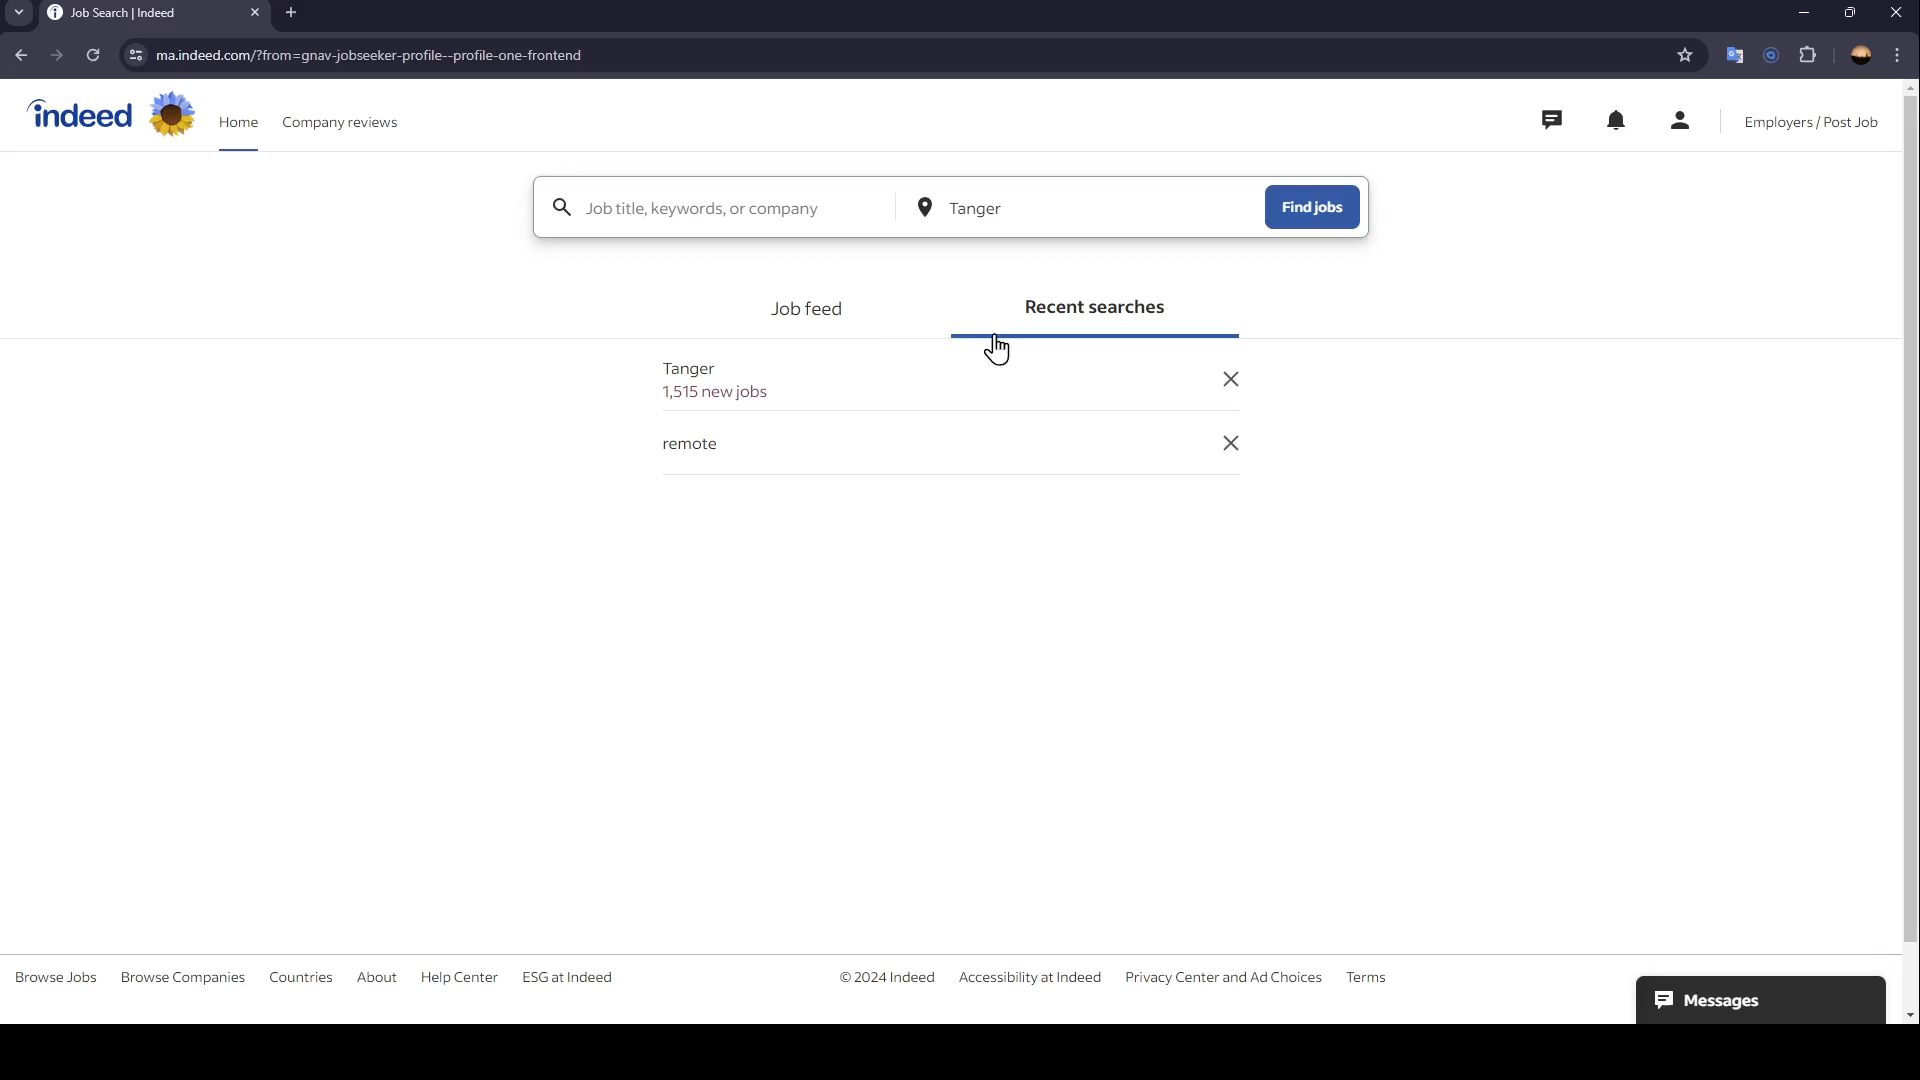 Job Search | Indeed
ma.indeed.com/?from=gnav-jobseeker-profile--profile-one-frontend
indeed
Home
Company reviews
Employers / Post Job
Job title, keywords, or company
Tanger
Find jobs
Job feed
Recent searches
Tanger
1,515 new jobs
remote
Browse Jobs
Browse Companies
Countries
About
Help Center
ESG at Indeed
© 2024 Indeed
Accessibility at Indeed
Privacy Center and Ad Choices
Terms
Messages